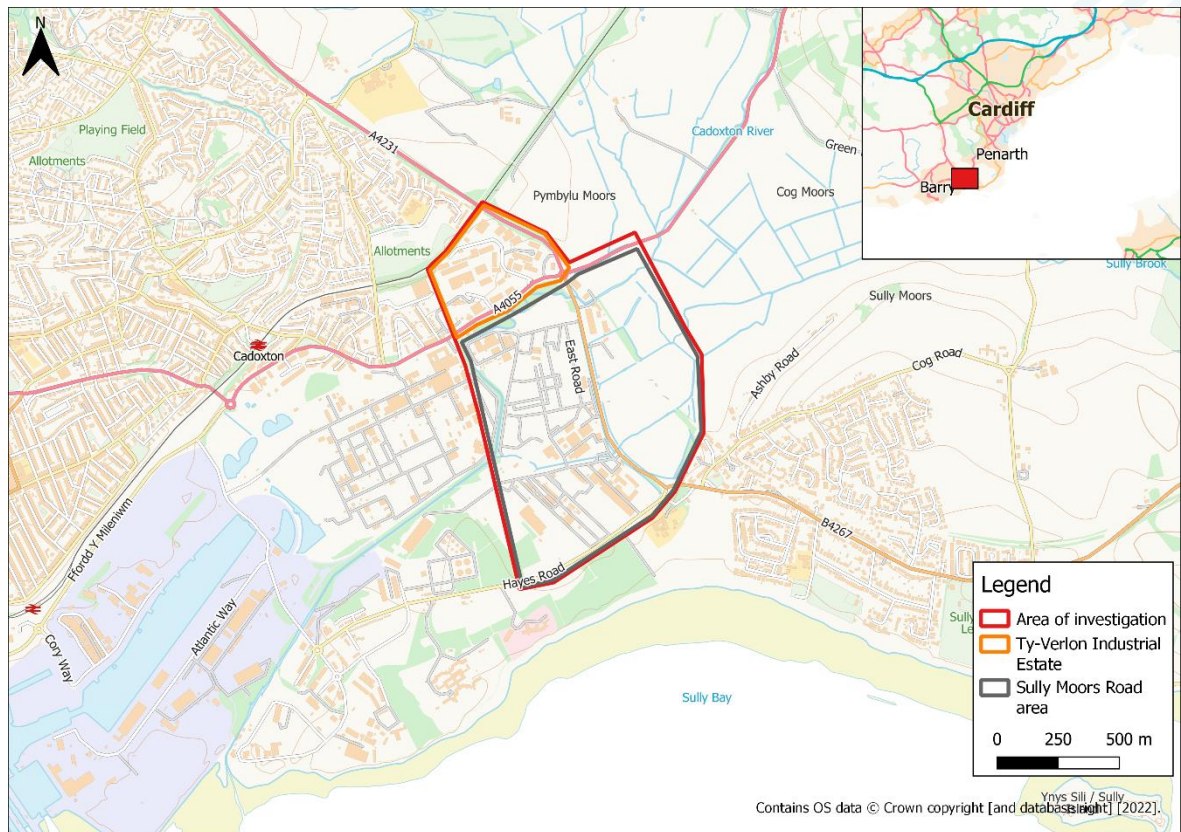 N
Playing Field
Allotments
A4231
Cadoxton River
Green
Pymbylu Moors
Cog Moors
Allotments
A4055
Cadoxton
East Road
Sully Moors
Ashby Road
Cog Road
Ffordd Y Mileniwm
Hayes Road
B4267
Atlantic Way
Cory Way
Sully Bay
Cardiff
Penarth
Barry
Sully Brook
Sully
Legend
Area of investigation
Ty-Verlon Industrial
Estate
Sully Moors Road
area
0 250 500 m
Ynys Sili / Sully
Island
Contains OS data © Crown copyright [and database right] [2022].